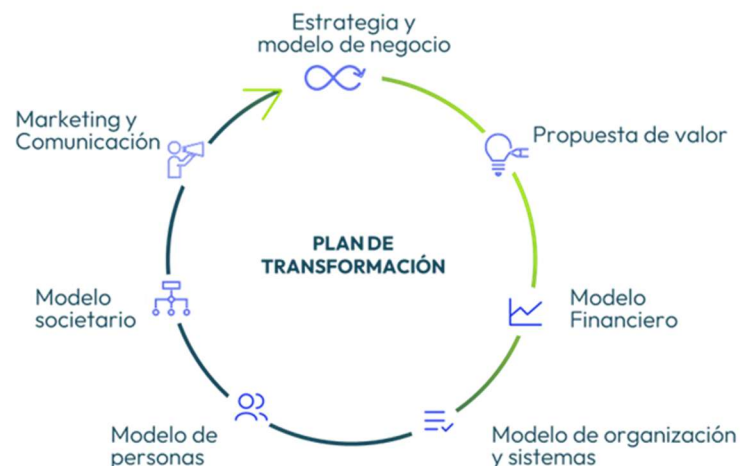 Estrategia y
modelo de negocio
Propuesta de valor
Modelo
Financiero
Modelo de organización
y sistemas
Modelo de
personas
Modelo
societario
Marketing y
Comunicación
PLAN DE
TRANSFORMACIÓN